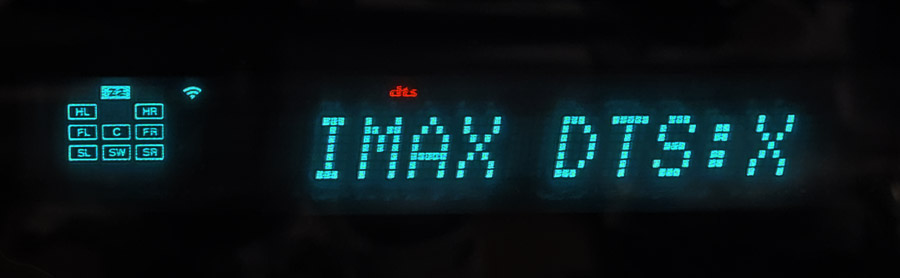 Z2
dts
HL HR
FL C FR
SL SW SR
IMAX DTS:X